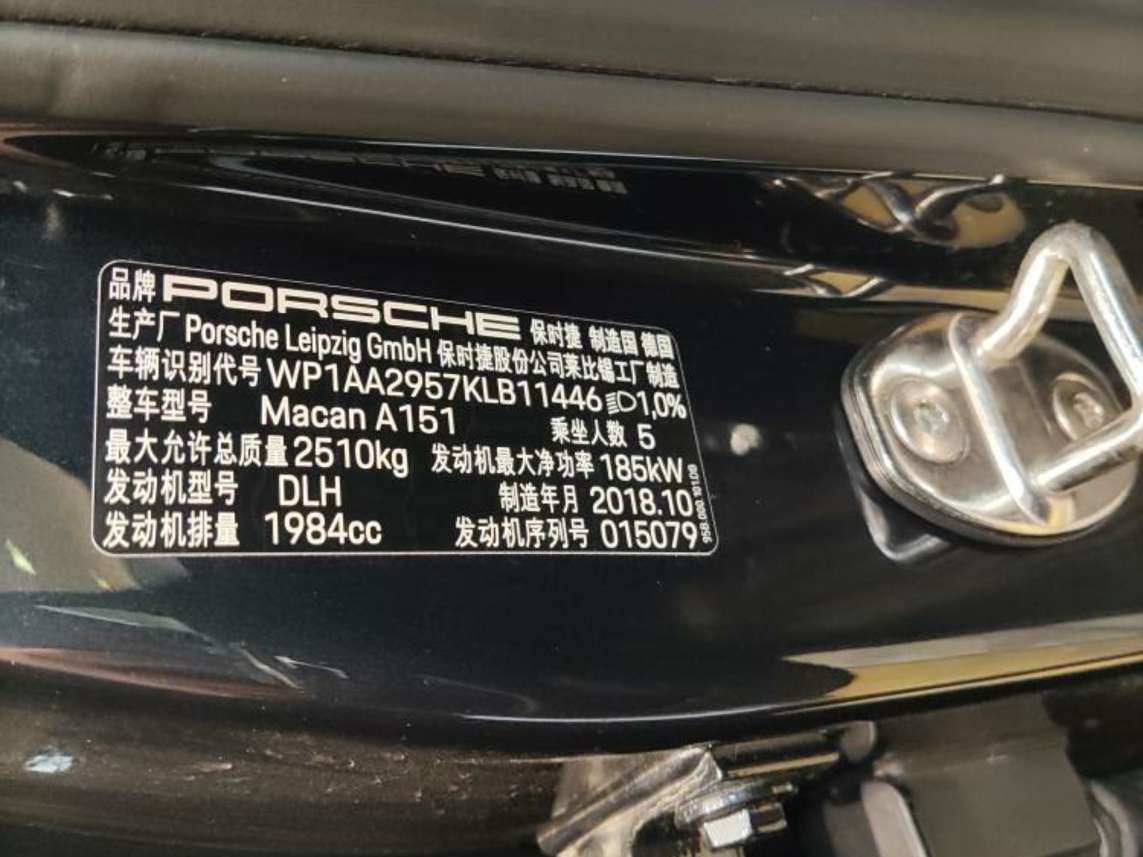 品牌 PORSCHE 保时捷 制造国 德国
生产厂 Porsche Leipzig GmbH 保时捷股份公司莱比锡工厂制造
车辆识别代号 WP1AA2957KLB11446 1,0%
整车型号 Macan A151 乘坐人数 5
最大允许总质量 2510kg 发动机最大净功率 185kW
发动机型号 DLH 制造年月 2018.10
发动机排量 1984cc 发动机序列号 015079
95B.000.101.DB